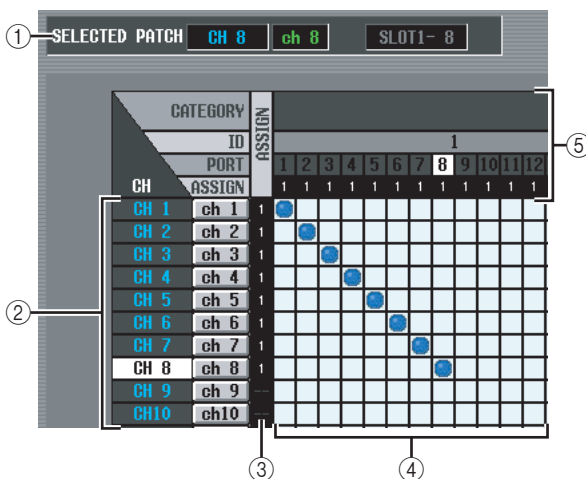 ① SELECTED PATCH CH 8 ch 8 SLOT1- 8
CATEGORY
ASSIGN
ID 1
PORT 1 2 3 4 5 6 7 8 9 10 11 12
CH ASSIGN 1 1 1 1 1 1 1 1 1 1 1 1
⑤
②
CH 1 ch 1 1
CH 2 ch 2 1
CH 3 ch 3 1
CH 4 ch 4 1
CH 5 ch 5 1
CH 6 ch 6 1
CH 7 ch 7 1
CH 8 ch 8 1
CH 9 ch 9 --
CH10 ch10 --
③ ④